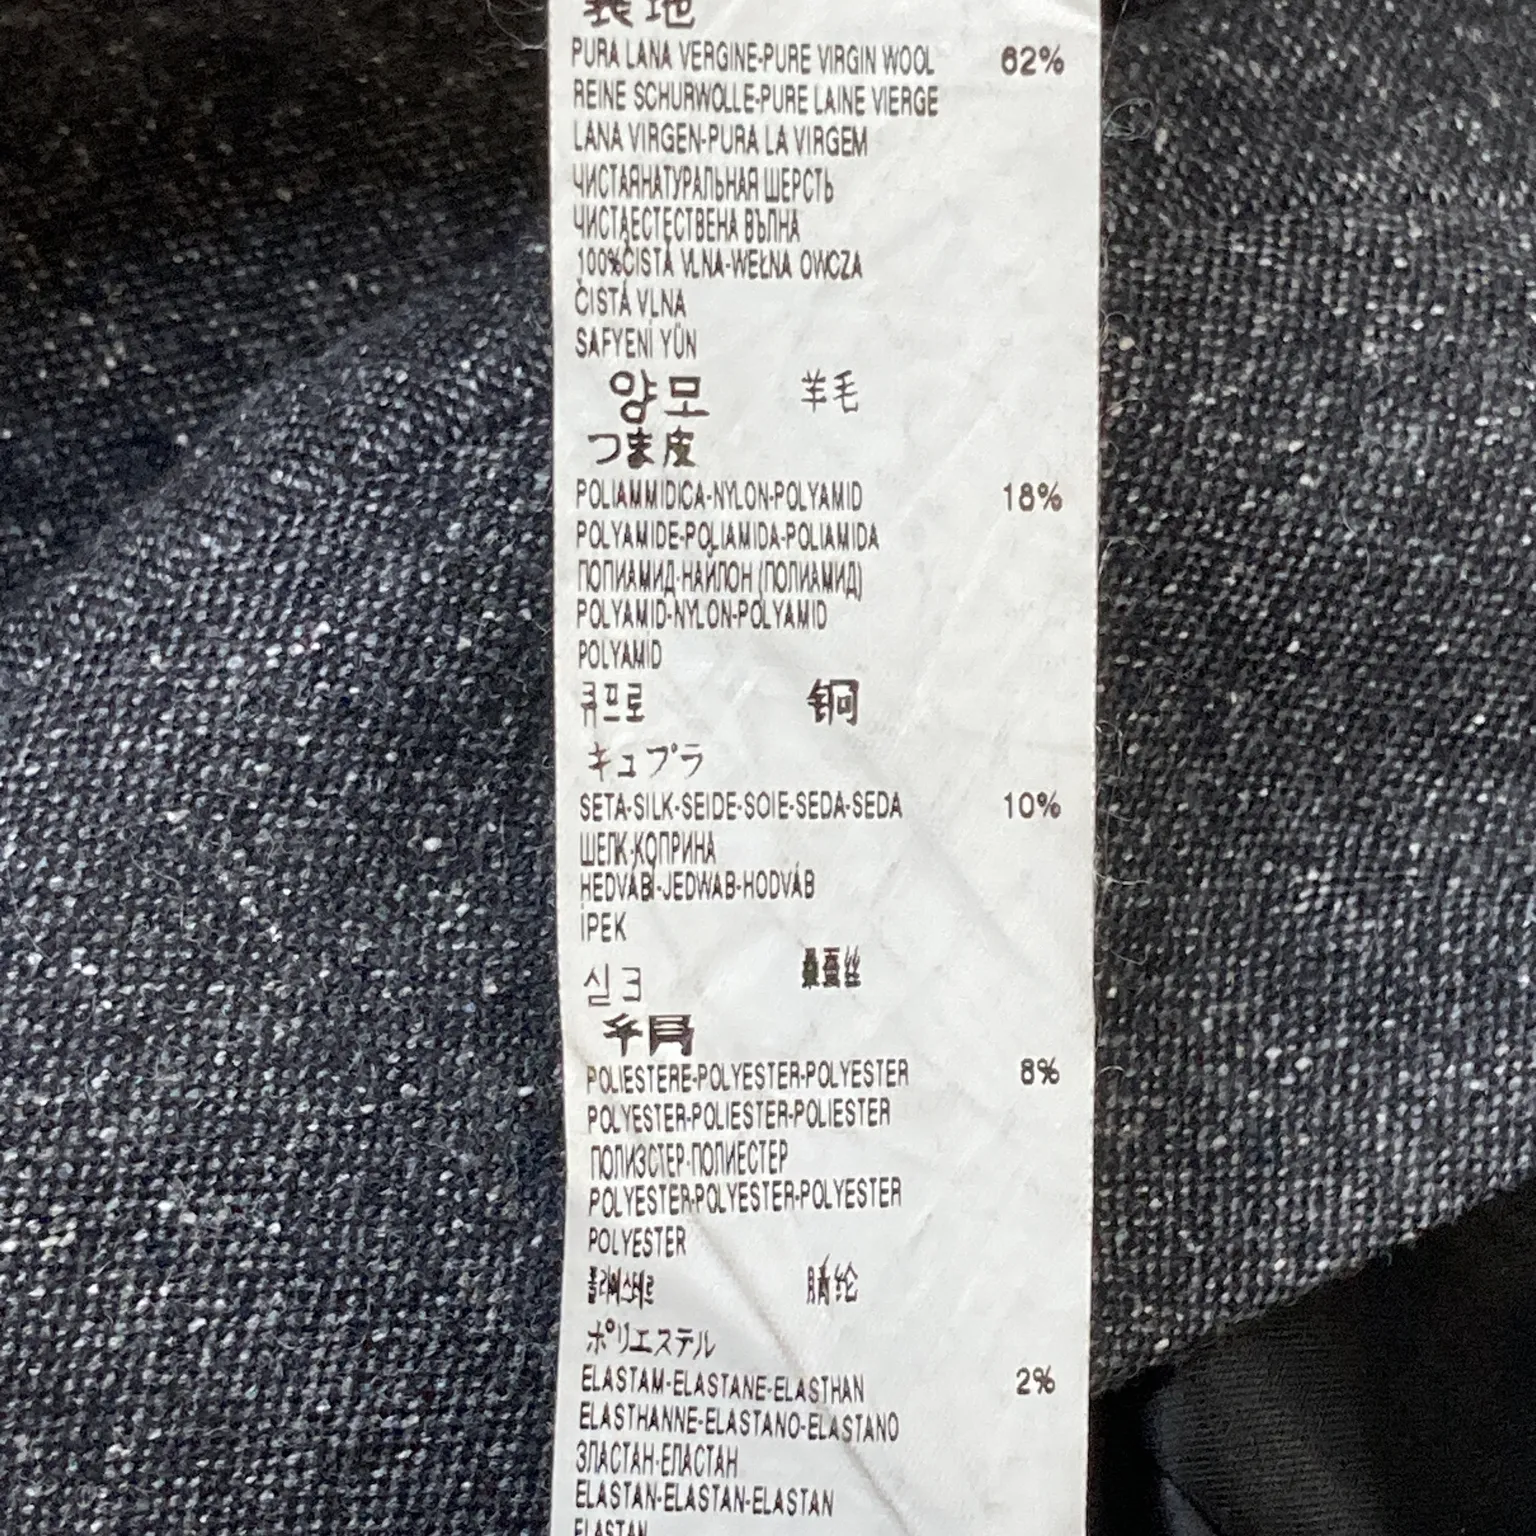 表地
PURA LANA VERGINE-PURE VIRGIN WOOL 62%
REINE SCHURWOLLE-PURE LAINE VIERGE
LANA VIRGEN-PURA LA VIRGEM
ЧИСТАЯНАТУРАЛЬНАЯ ШЕРСТЬ
ЧИСТАЕСТЕСТВЕНА ВЪЛНА
100%ČISTÁ VLNA-WEŁNA OWCZA
ČISTÁ VLNA
SAFYENİ YÜN
양모 羊毛
つま皮
POLIAMMIDICA-NYLON-POLYAMID 18%
POLYAMIDE-POLIAMIDA-POLIAMIDA
ПОЛИАМИД-НАЙЛОН (ПОЛИАМИД)
POLYAMID-NYLON-POLYAMID
POLYAMID
큐프로
キュプラ
SETA-SILK-SEIDE-SOIE-SEDA-SEDA 10%
ШЕЛК-КОПРИНА
HEDVÁBÍ-JEDWAB-HODVÁB
İPEK
실크
POLIESTERE-POLYESTER-POLYESTER 8%
POLYESTER-POLIESTER-POLIESTER
ПОЛИЭСТЕР-ПОЛИЕСТЕР
POLYESTER-POLYESTER-POLYESTER
POLYESTER
ポリエステル
ELASTAM-ELASTANE-ELASTHAN 2%
ELASTHANNE-ELASTANO-ELASTANO
ЭЛАСТАН-ЕЛАСТАН
ELASTAN-ELASTAN-ELASTAN
ELASTAN